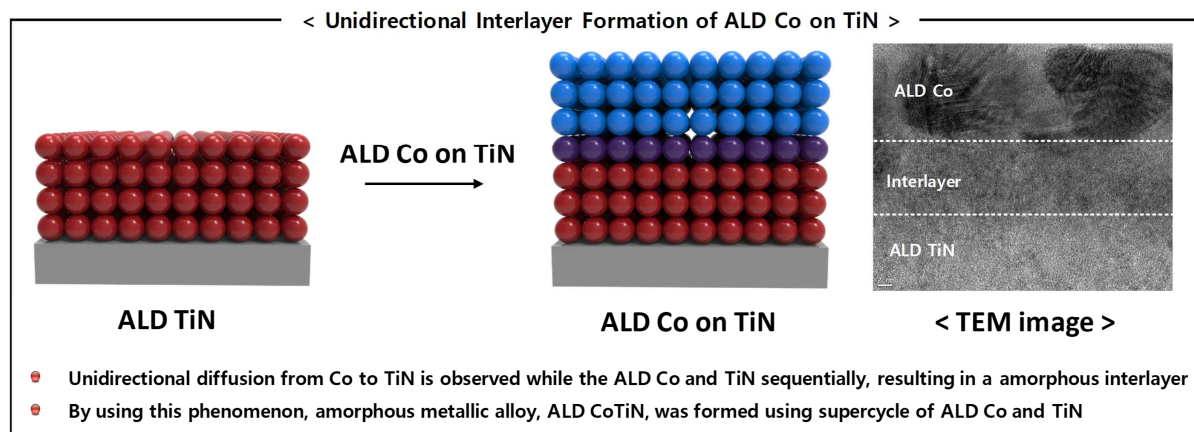 < Unidirectional Interlayer Formation of ALD Co on TiN >
ALD Co on TiN
ALD Co
Interlayer
ALD TiN
ALD TiN
ALD Co on TiN
< TEM image >
Unidirectional diffusion from Co to TiN is observed while the ALD Co and TiN sequentially, resulting in a amorphous interlayer
By using this phenomenon, amorphous metallic alloy, ALD CoTiN, was formed using supercycle of ALD Co and TiN